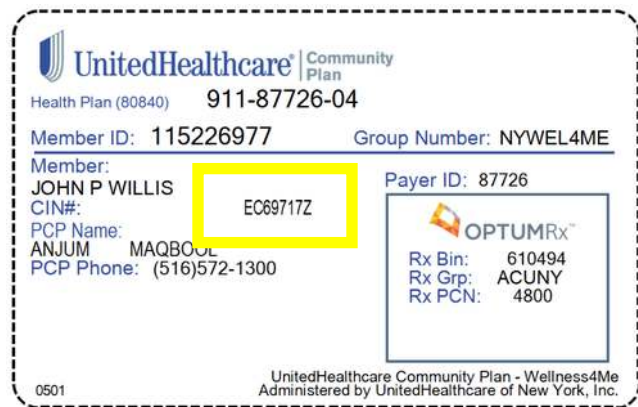 UnitedHealthcare® | Community Plan
Health Plan (80840) 911-87726-04
Member ID: 115226977 Group Number: NYWEL4ME
Member:
JOHN P WILLIS
CIN#: EC69717Z
PCP Name:
ANJUM MAQBOOL
PCP Phone: (516)572-1300
Payer ID: 87726
OPTUMRx™
Rx Bin: 610494
Rx Grp: ACUNY
Rx PCN: 4800
0501
UnitedHealthcare Community Plan - Wellness4Me
Administered by UnitedHealthcare of New York, Inc.